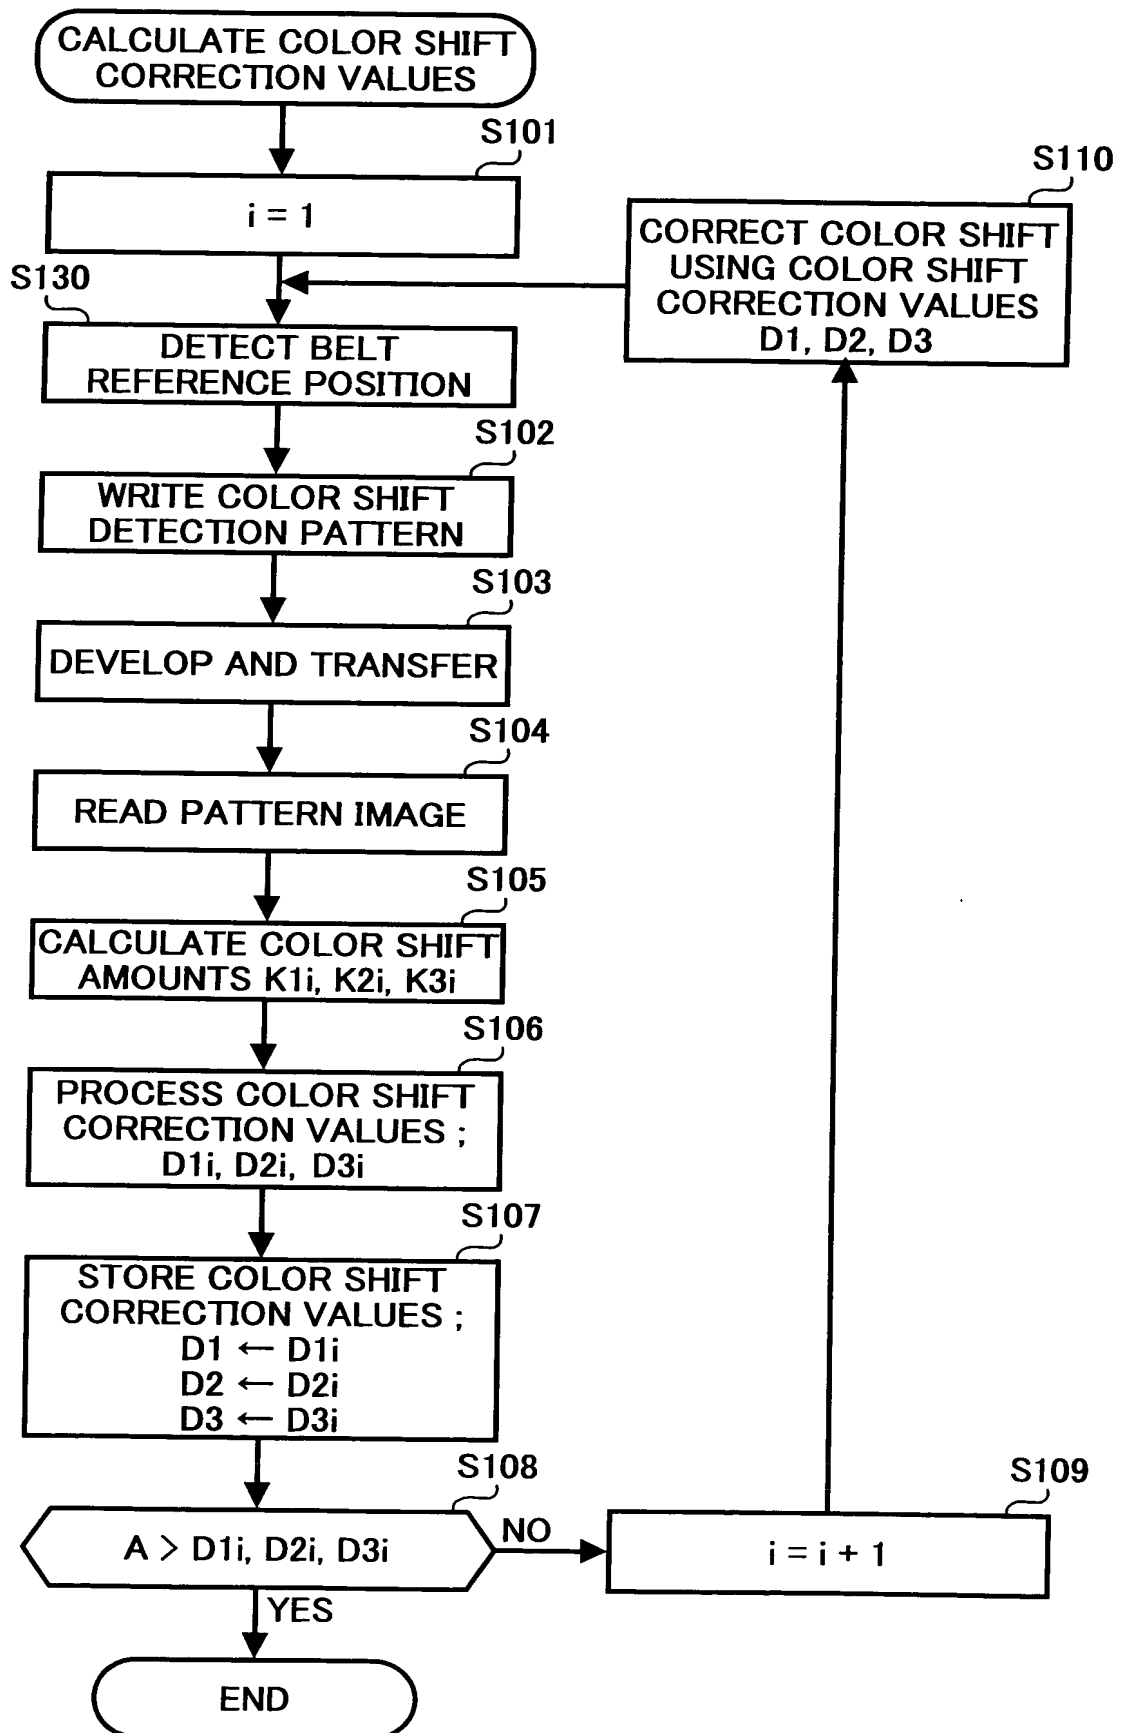 CALCULATE COLOR SHIFT
CORRECTION VALUES
S101
i = 1
S110
CORRECT COLOR SHIFT
USING COLOR SHIFT
CORRECTION VALUES
D1, D2, D3
S130
DETECT BELT
REFERENCE POSITION
S102
WRITE COLOR SHIFT
DETECTION PATTERN
S103
DEVELOP AND TRANSFER
S104
READ PATTERN IMAGE
S105
CALCULATE COLOR SHIFT
AMOUNTS K1i, K2i, K3i
S106
PROCESS COLOR SHIFT
CORRECTION VALUES ;
D1i, D2i, D3i
S107
STORE COLOR SHIFT
CORRECTION VALUES ;
D1 ← D1i
D2 ← D2i
D3 ← D3i
S108
A > D1i, D2i, D3i
NO
S109
i = i + 1
YES
END